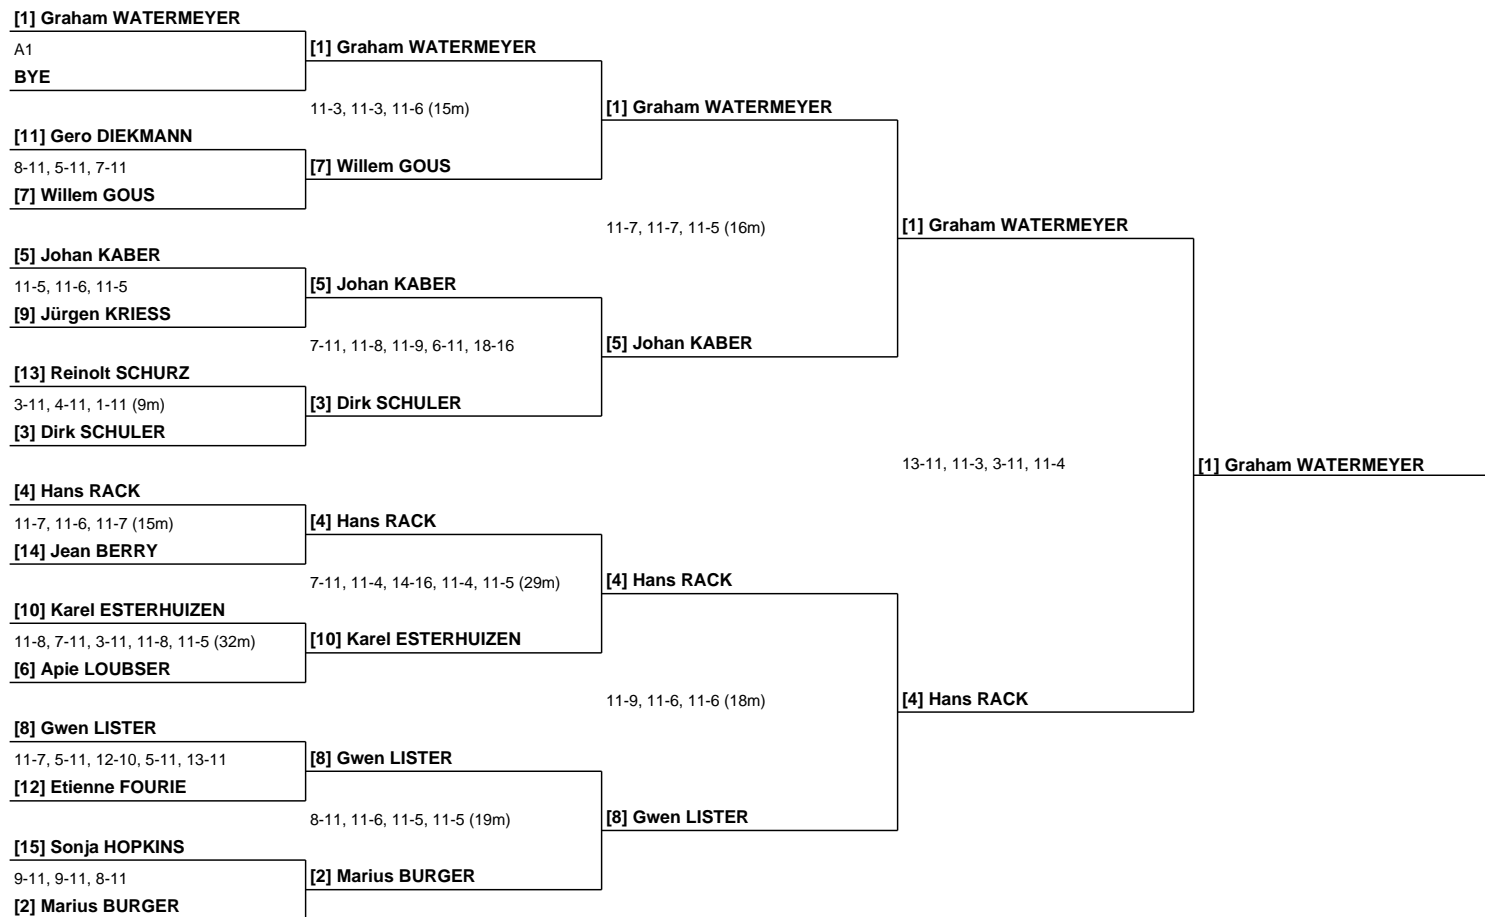 [1] Graham WATERMEYER
A1
BYE
[11] Gero DIEKMANN
8-11, 5-11, 7-11
[7] Willem GOUS
[5] Johan KABER
11-5, 11-6, 11-5
[9] Jürgen KRIESS
[13] Reinolt SCHURZ
3-11, 4-11, 1-11 (9m)
[3] Dirk SCHULER
[4] Hans RACK
11-7, 11-6, 11-7 (15m)
[14] Jean BERRY
[10] Karel ESTERHUIZEN
11-8, 7-11, 3-11, 11-8, 11-5 (32m)
[6] Apie LOUBSER
[8] Gwen LISTER
11-7, 5-11, 12-10, 5-11, 13-11
[12] Etienne FOURIE
[15] Sonja HOPKINS
9-11, 9-11, 8-11
[2] Marius BURGER
[1] Graham WATERMEYER
11-3, 11-3, 11-6 (15m)
[7] Willem GOUS
[5] Johan KABER
7-11, 11-8, 11-9, 6-11, 18-16
[3] Dirk SCHULER
[4] Hans RACK
7-11, 11-4, 14-16, 11-4, 11-5 (29m)
[10] Karel ESTERHUIZEN
[8] Gwen LISTER
8-11, 11-6, 11-5, 11-5 (19m)
[2] Marius BURGER
[1] Graham WATERMEYER
11-7, 11-7, 11-5 (16m)
[5] Johan KABER
[4] Hans RACK
11-9, 11-6, 11-6 (18m)
[8] Gwen LISTER
[1] Graham WATERMEYER
13-11, 11-3, 3-11, 11-4
[4] Hans RACK
[1] Graham WATERMEYER